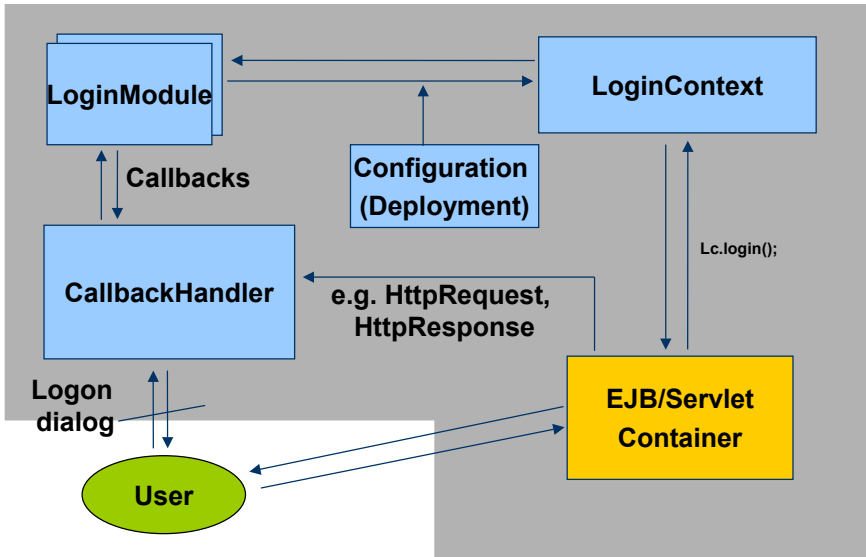 LoginModule
LoginContext
Configuration
(Deployment)
Callbacks
Lc.login();
CallbackHandler
e.g. HttpRequest,
HttpResponse
Logon
dialog
EJB/Servlet
Container
User